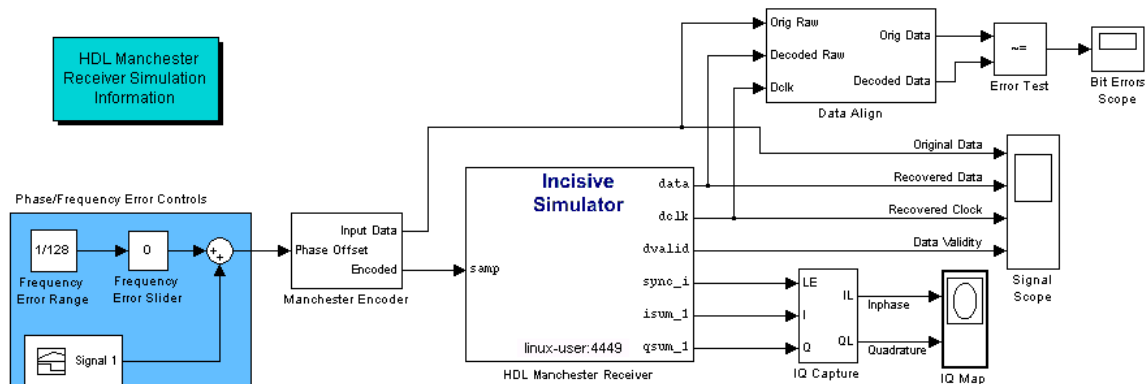 HDL Manchester
Receiver Simulation
Information
Orig Raw
Decoded Raw
Dclk
Orig Data
Decoded Data
Data Align
~=
Error Test
Bit Errors
Scope
Original Data
Recovered Data
Recovered Clock
Data Validity
Signal
Scope
Phase/Frequency Error Controls
1/128
Frequency
Error Range
0
Frequency
Error Slider
+
+
Signal 1
Input Data
Phase Offset
Encoded
Manchester Encoder
Incisive
Simulator
samp
data
dclk
dvalid
sync_i
isum_1
qsum_1
linux-user:4449
HDL Manchester Receiver
LE
I
Q
IL
QL
IQ Capture
Inphase
Quadrature
IQ Map